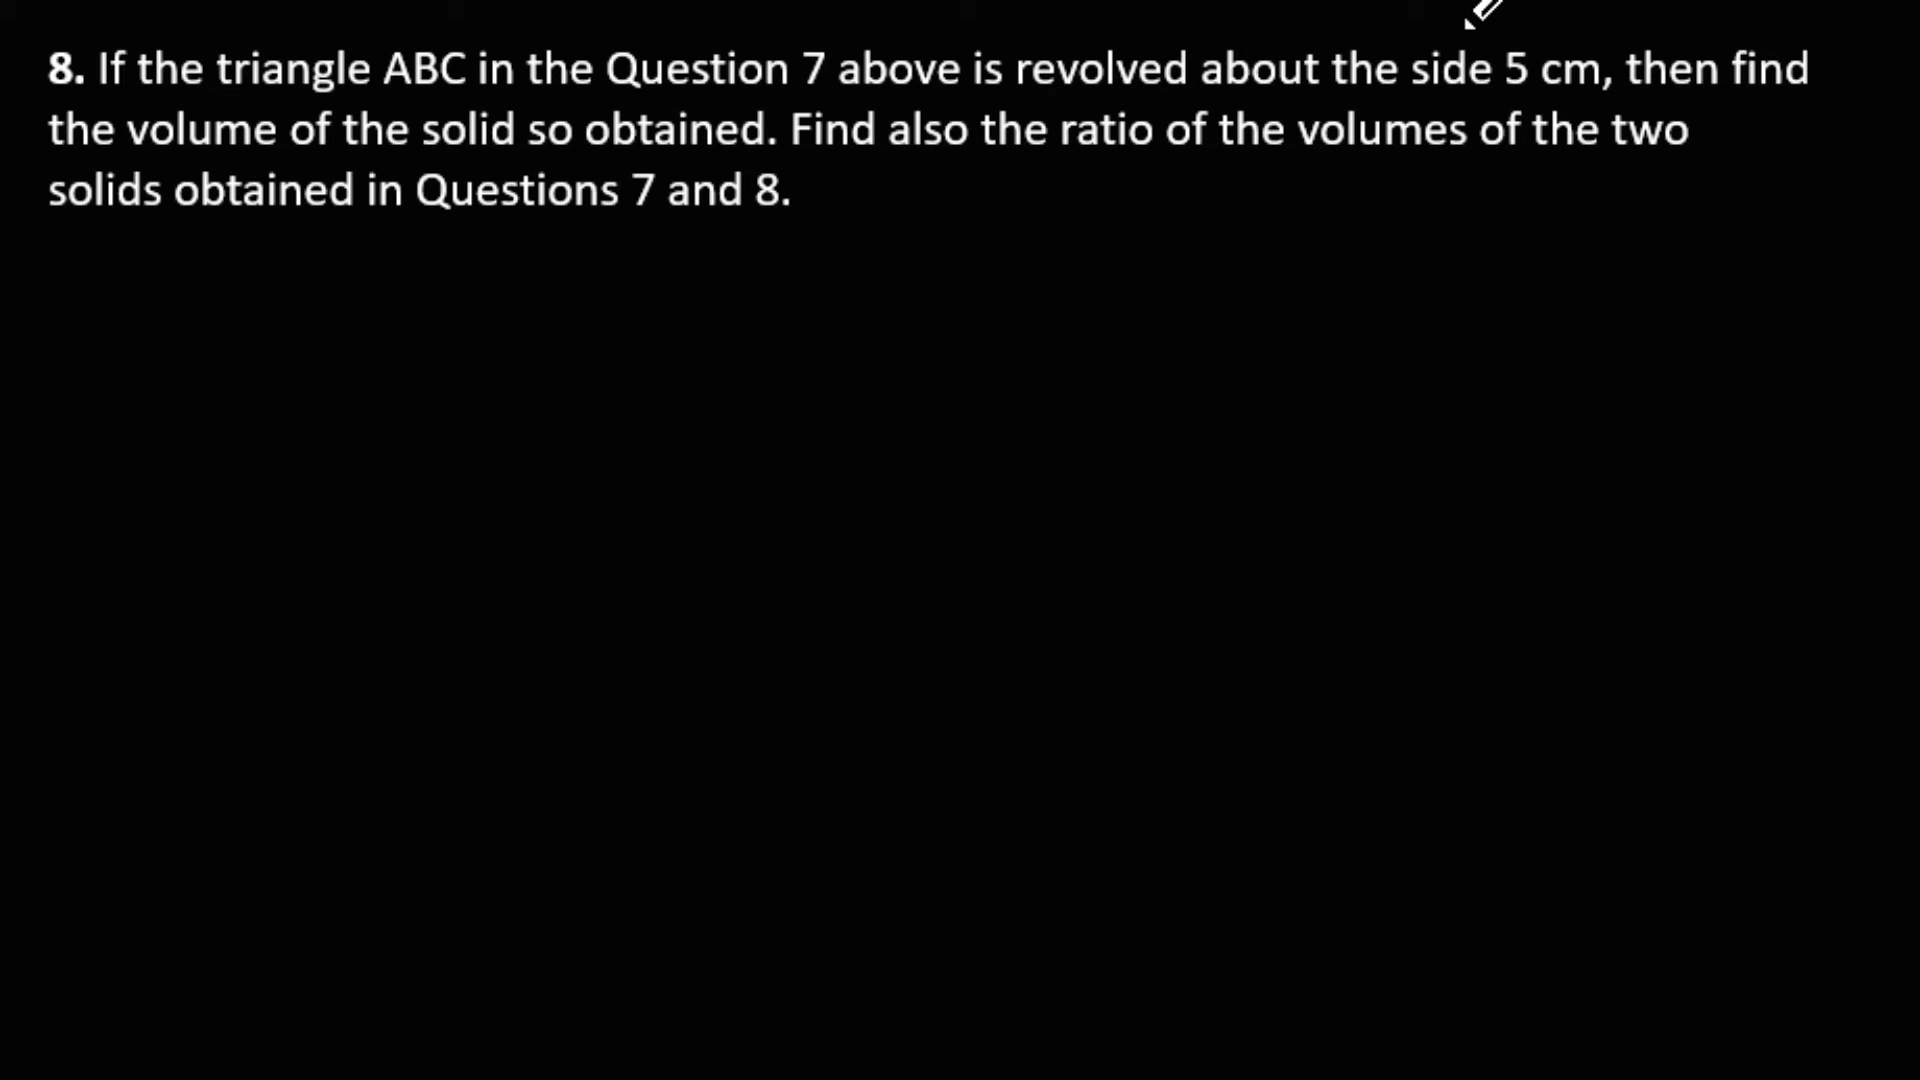 8. If the triangle ABC in the Question 7 above is revolved about the side 5 cm, then find
the volume of the solid so obtained. Find also the ratio of the volumes of the two
solids obtained in Questions 7 and 8.